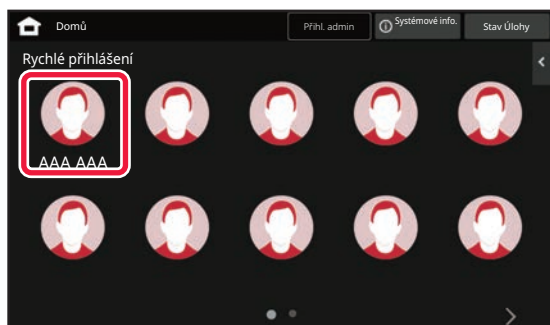 Domů
Přihl. admin
Systémové info.
Stav Úlohy
Rychlé přihlášení
AAA AAA